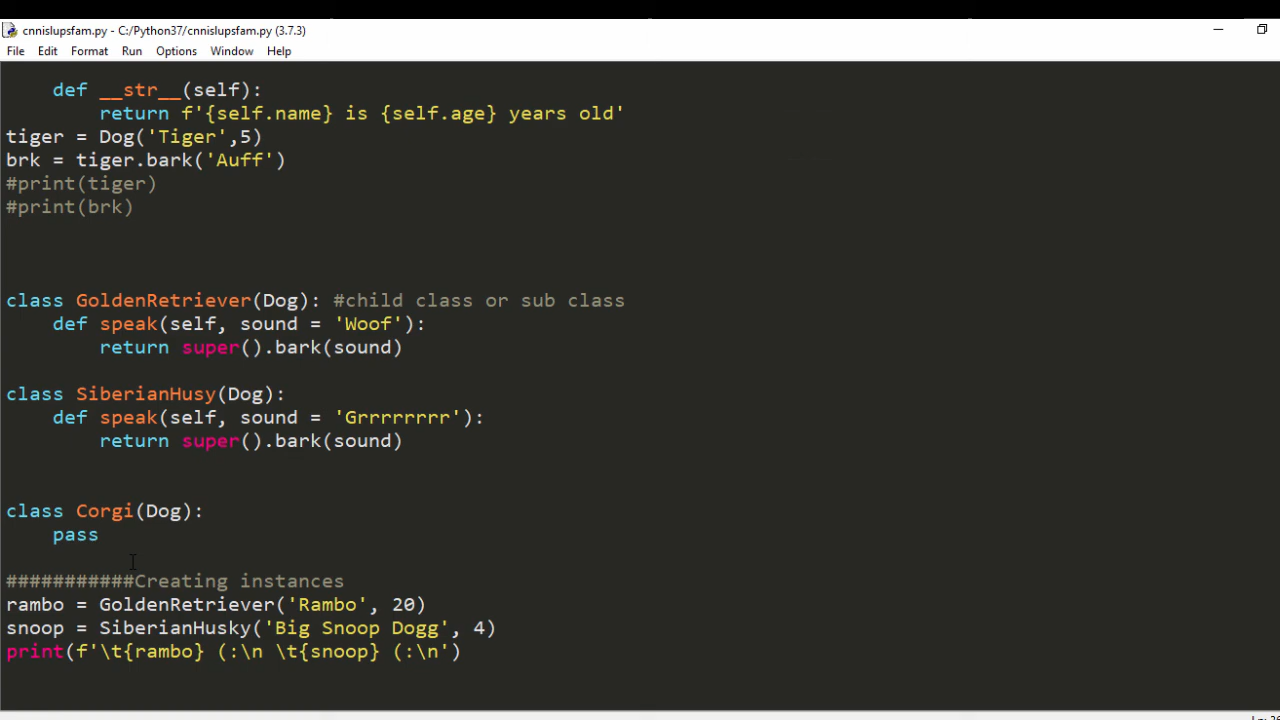 cnnislupsfam.py - C:/Python37/cnnislupsfam.py (3.7.3)
File Edit Format Run Options Window Help
    def __str__(self):
        return f'{self.name} is {self.age} years old'
tiger = Dog('Tiger',5)
brk = tiger.bark('Auff')
#print(tiger)
#print(brk)
class GoldenRetriever(Dog): #child class or sub class
    def speak(self, sound = 'Woof'):
        return super().bark(sound)
class SiberianHusy(Dog):
    def speak(self, sound = 'Grrrrrrrr'):
        return super().bark(sound)
class Corgi(Dog):
    pass
###########Creating instances
rambo = GoldenRetriever('Rambo', 20)
snoop = SiberianHusky('Big Snoop Dogg', 4)
print(f'\t{rambo} (:\n \t{snoop} (:\n')